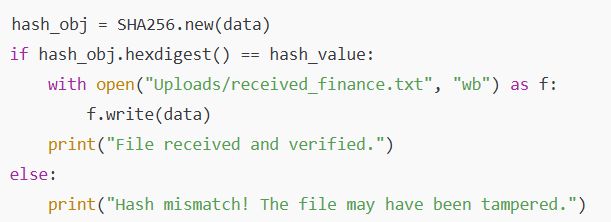 hash_obj = SHA256.new(data)
if hash_obj.hexdigest() == hash_value:
    with open("Uploads/received_finance.txt", "wb") as f:
        f.write(data)
    print("File received and verified.")
else:
    print("Hash mismatch! The file may have been tampered.")